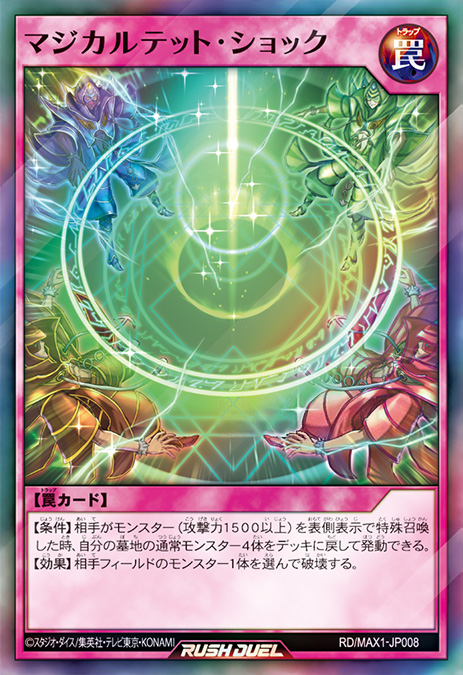 マジカルテット・ショック
トラップ
罠
【罠カード】
【条件】相手がモンスター(攻撃力1500以上)を表側表示で特殊召喚
した時、自分の墓地の通常モンスター4体をデッキに戻して発動できる。
【効果】相手フィールドのモンスター1体を選んで破壊する。
©スタジオ・ダイス/集英社・テレビ東京・KONAMI
RUSH DUEL
RD/MAX1-JP008